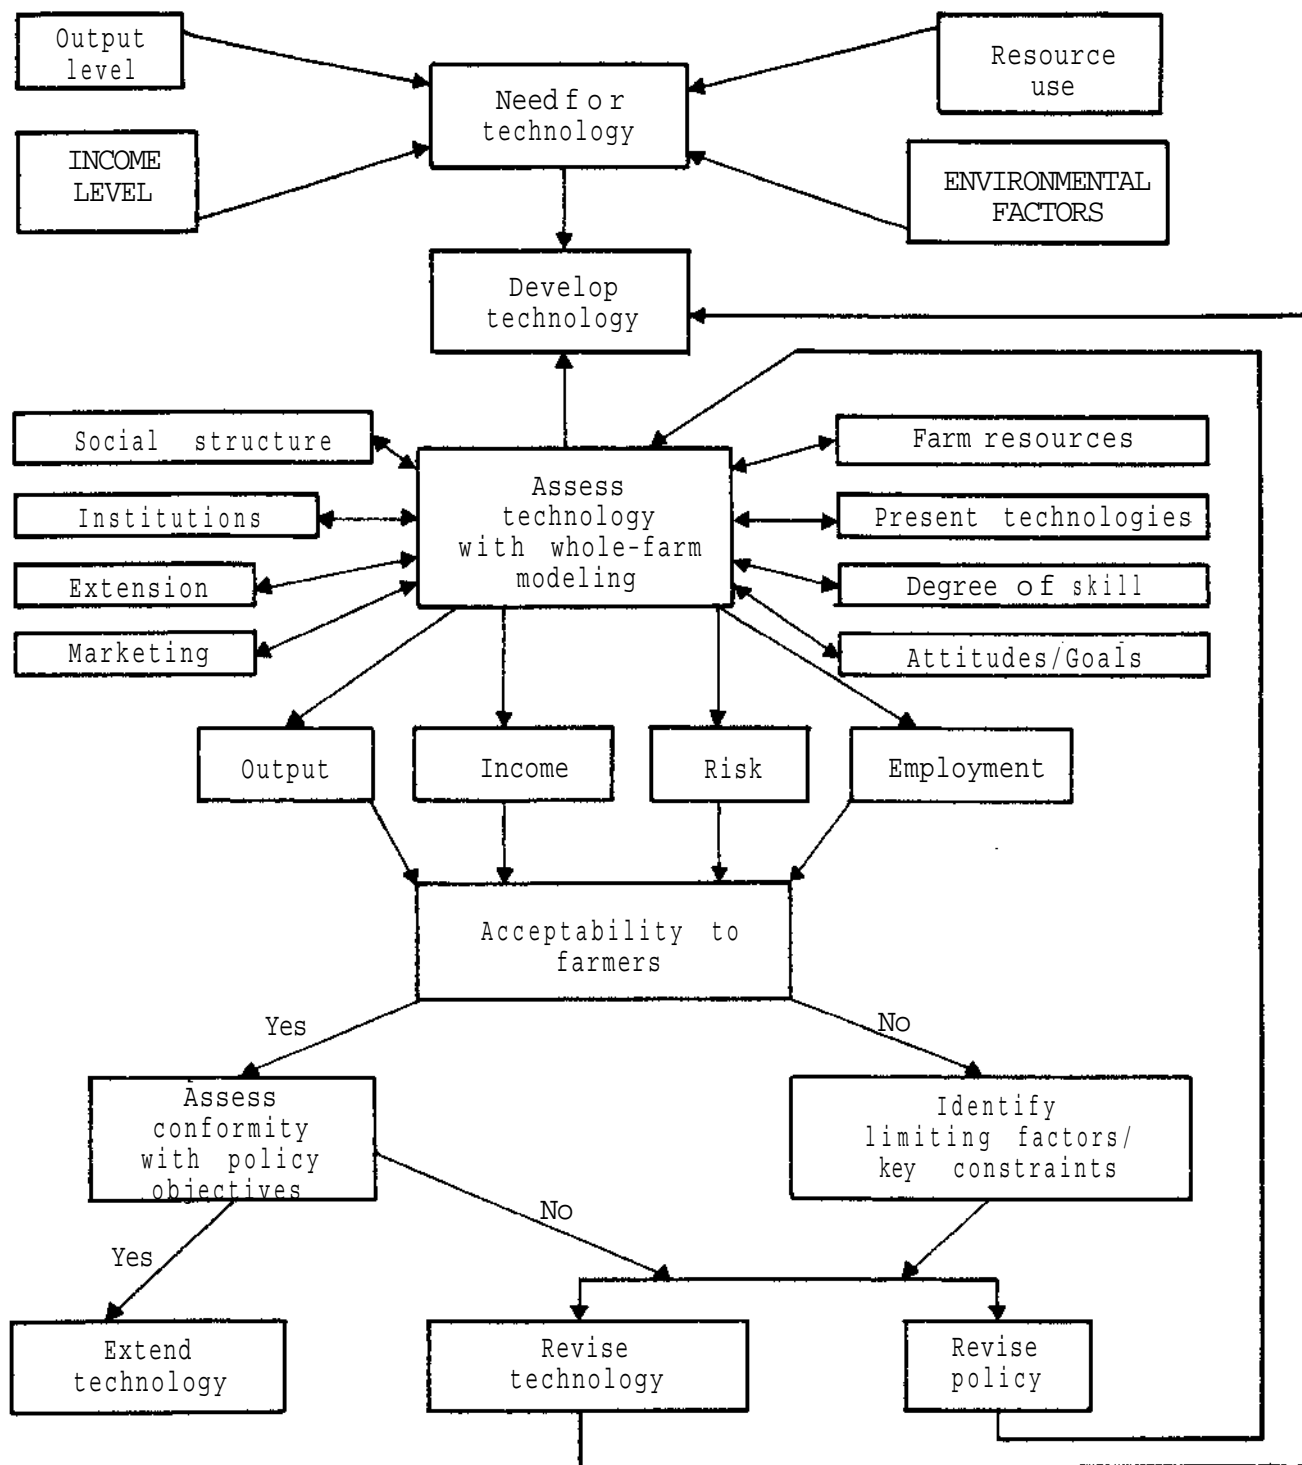 Output
level
Resource
use
Need for
technology
INCOME
LEVEL
ENVIRONMENTAL
FACTORS
Develop
technology
Social structure
Farm resources
Assess
technology
with whole-farm
modeling
Institutions
Present technologies
Extension
Degree of skill
Marketing
Attitudes/Goals
Output
Income
Risk
Employment
Acceptability to
farmers
Yes
No
Assess
conformity
with policy
objectives
Identify
limiting factors/
key constraints
No
Yes
Extend
technology
Revise
technology
Revise
policy